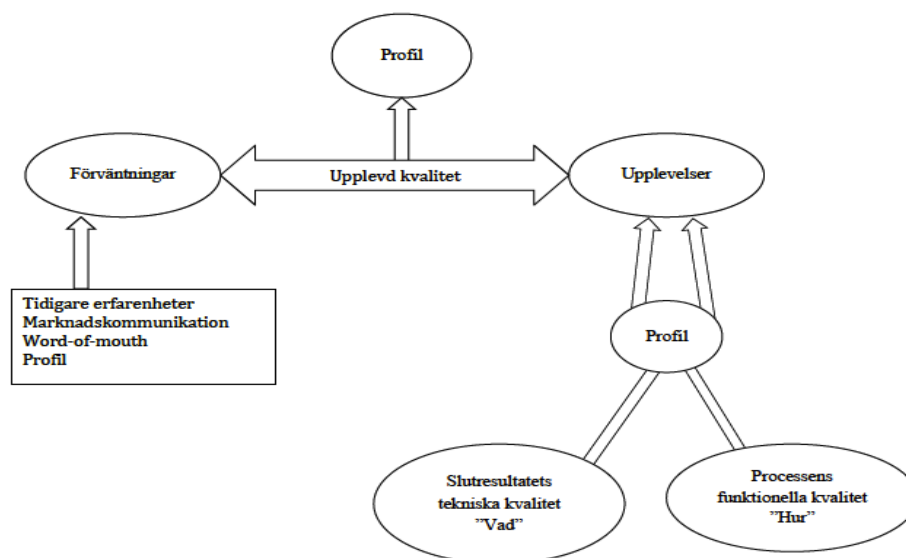 Profil
Förväntningar
Upplevd kvalitet
Upplevelser
Tidigare erfarenheter
Marknadskommunikation
Word-of-mouth
Profil
Profil
Slutresultatets
tekniska kvalitet
”Vad”
Processens
funktionella kvalitet
”Hur”